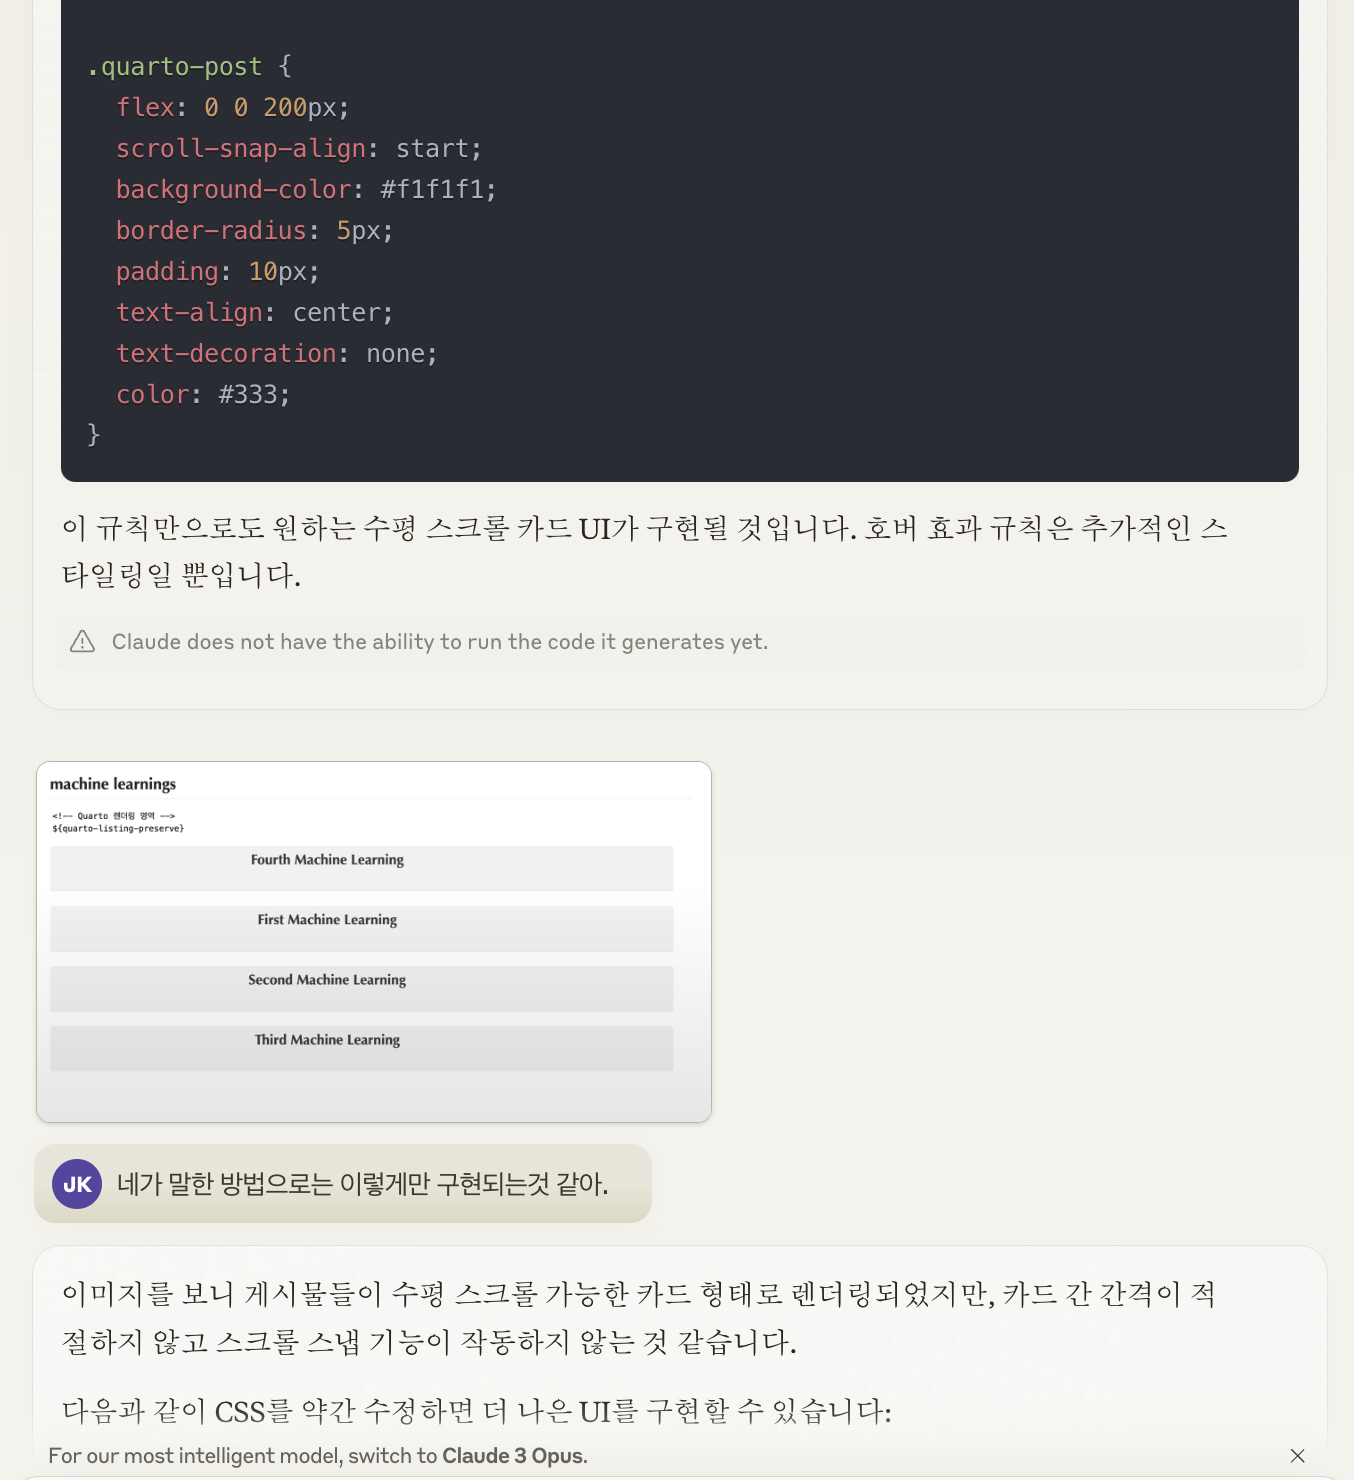 .quarto-post {
flex: 0 0 200px;
scroll-snap-align: start;
background-color: #f1f1f1;
border-radius: 5px;
padding: 10px;
text-align: center;
text-decoration: none;
color: #333;
}
이 규칙만으로도 원하는 수평 스크롤 카드 UI가 구현될 것입니다. 호버 효과 규칙은 추가적인 스
타일링일 뿐입니다.
Claude does not have the ability to run the code it generates yet.
machine learnings
<!-- Quarto 렌더링 영역 -->
${quarto-listing-preserve}
Fourth Machine Learning
First Machine Learning
Second Machine Learning
Third Machine Learning
JK 네가 말한 방법으로는 이렇게만 구현되는것 같아.
이미지를 보니 게시물들이 수평 스크롤 가능한 카드 형태로 렌더링되었지만, 카드 간 간격이 적
절하지 않고 스크롤 스냅 기능이 작동하지 않는 것 같습니다.
다음과 같이 CSS를 약간 수정하면 더 나은 UI를 구현할 수 있습니다:
For our most intelligent model, switch to Claude 3 Opus.